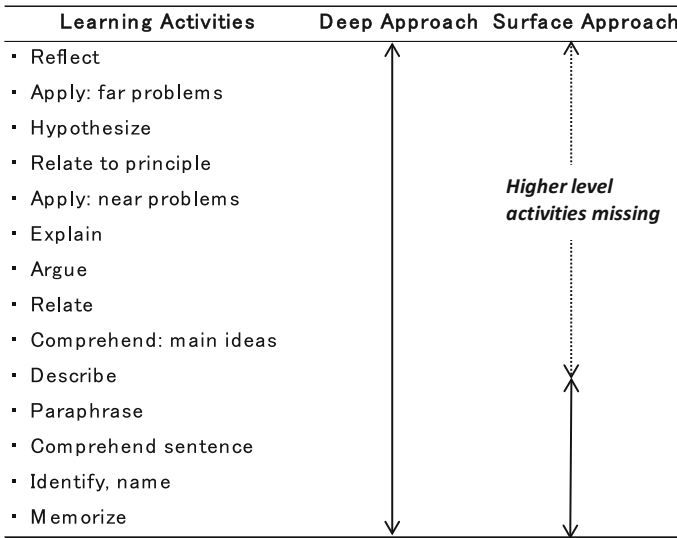 Learning Activities Deep Approach Surface Approach
・ Reflect
・ Apply: far problems
・ Hypothesize
・ Relate to principle
・ Apply: near problems
Higher level
activities missing
・ Explain
・ Argue
・ Relate
・ Comprehend: main ideas
・ Describe
・ Paraphrase
・ Comprehend sentence
・ Identify, name
・ Memorize